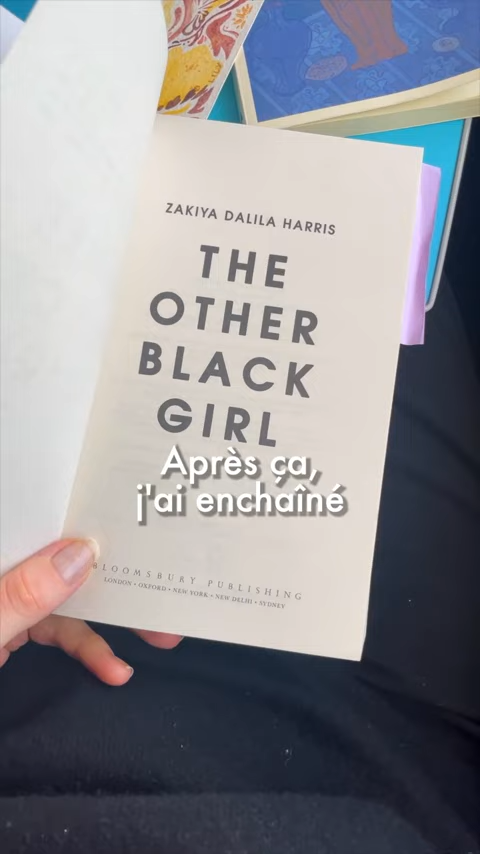 ZAKIYA DALILA HARRIS
THE
OTHER
BLACK
GIRL
Après ça,
j'ai enchaîné
BLOOMSBURY PUBLISHING
LONDON • OXFORD • NEW YORK • NEW DELHI • SYDNEY